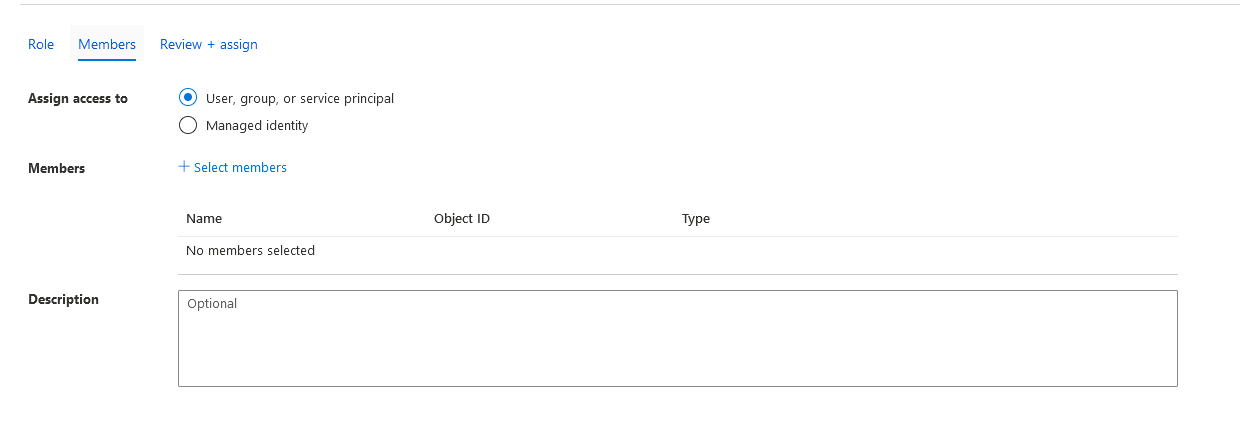 Role Members Review + assign
Assign access to User, group, or service principal
Managed identity
Members + Select members
Name Object ID Type
No members selected
Description Optional